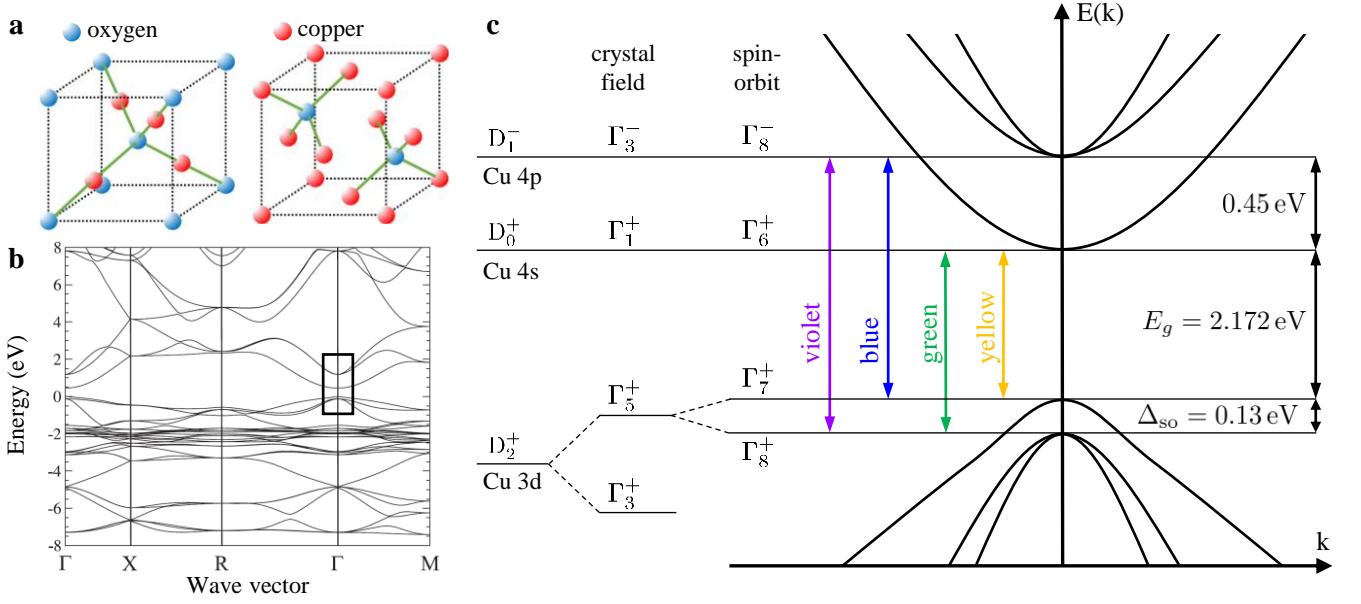 a
oxygen
copper
b
8
6
4
2
0
-2
-4
-6
-8
Energy (eV)
Γ X R Γ M
Wave vector
c
crystal
field
spin-
orbit
E(k)
D₁⁻ Γ₃⁻ Γ₈⁻
Cu 4p
0.45 eV
D₀⁺ Γ₁⁺ Γ₆⁺
Cu 4s
violet
blue
green
yellow
E_g = 2.172 eV
Γ₅⁺ Γ₇⁺
Δ_so = 0.13 eV
D₂⁺ Γ₈⁺
Cu 3d
Γ₃⁺
k